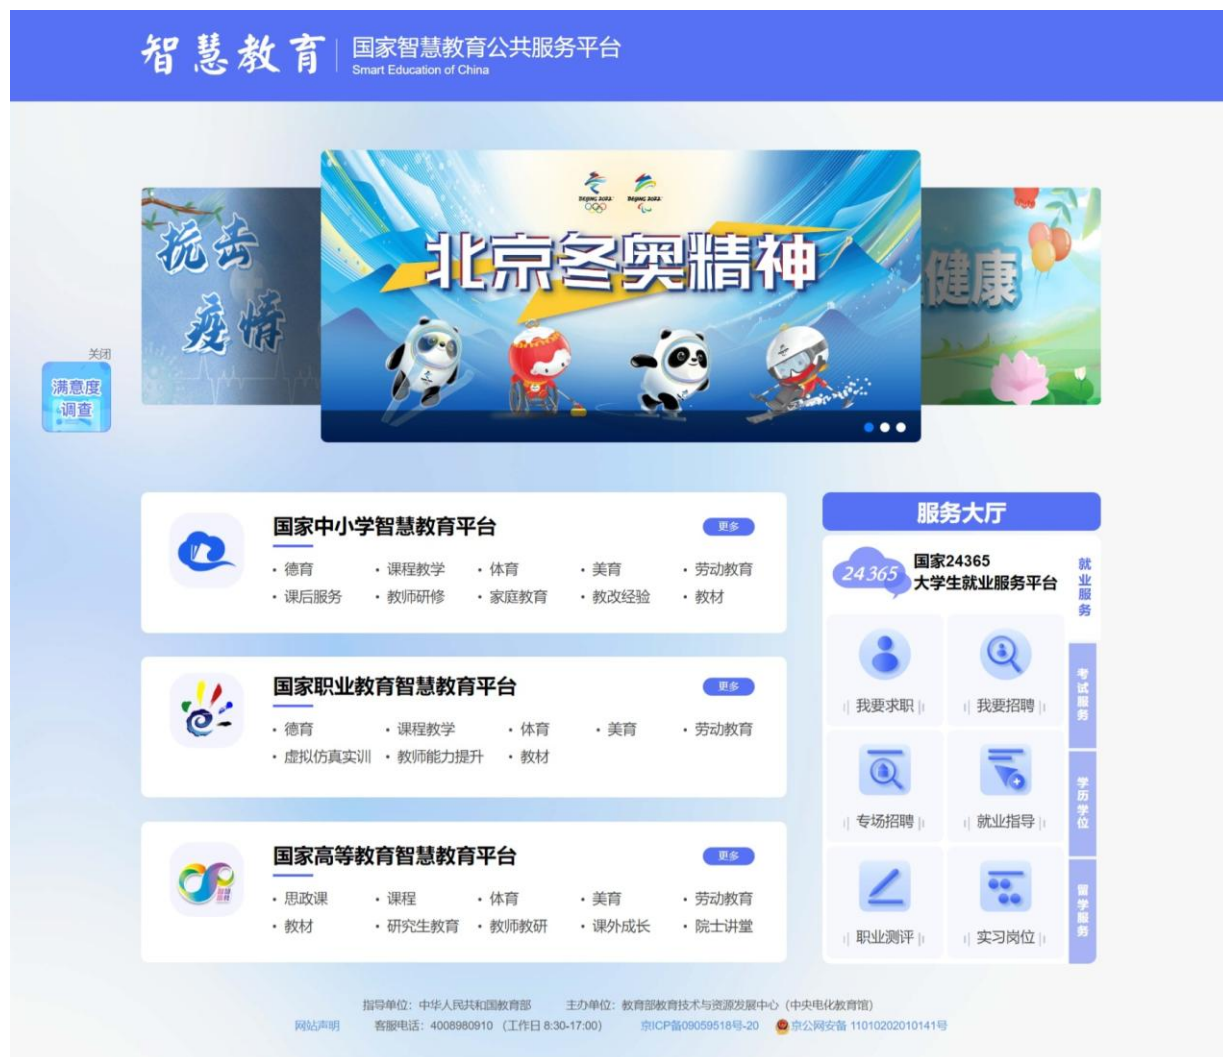 智慧教育
国家智慧教育公共服务平台
Smart Education of China
抗击
疫情
BEIJING 2022 BEIJING 2022
北京冬奥精神
健康
关闭
满意度
调查
国家中小学智慧教育平台 更多
· 德育 · 课程教学 · 体育 · 美育 · 劳动教育
· 课后服务 · 教师研修 · 家庭教育 · 教改经验 · 教材
国家职业教育智慧教育平台 更多
· 德育 · 课程教学 · 体育 · 美育 · 劳动教育
· 虚拟仿真实训 · 教师能力提升 · 教材
国家高等教育智慧教育平台 更多
· 思政课 · 课程 · 体育 · 美育 · 劳动教育
· 教材 · 研究生教育 · 教师教研 · 课外成长 · 院士讲堂
服务大厅
24365
国家24365
大学生就业服务平台
就业服务
考试服务
学历学位
留学服务
我要求职 我要招聘
专场招聘 就业指导
职业测评 实习岗位
指导单位：中华人民共和国教育部 主办单位：教育部教育技术与资源发展中心（中央电化教育馆）
网站声明 客服电话：4008980910 （工作日 8:30-17:00） 京ICP备09059518号-20 京公网安备 11010202010141号